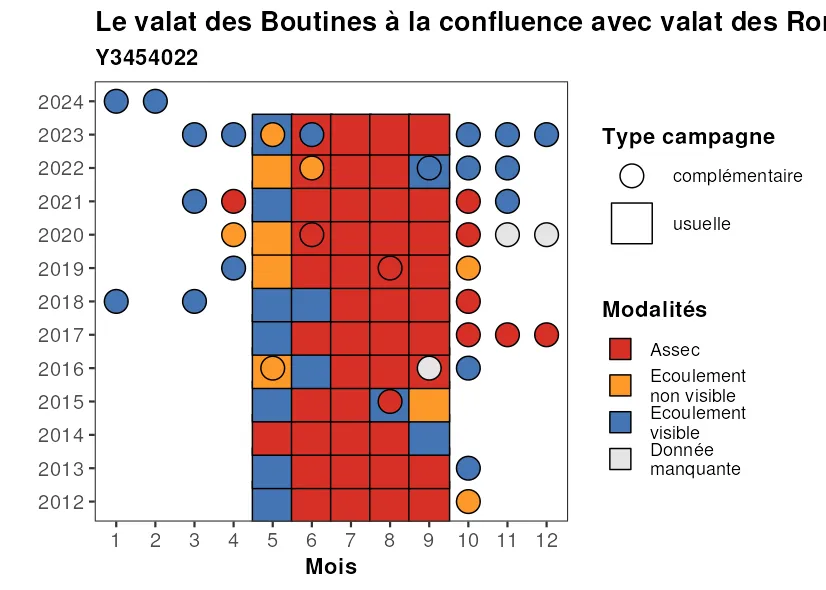 Le valat des Boutines à la confluence avec valat des Ro
Y3454022
2024
2023
2022
2021
2020
2019
2018
2017
2016
2015
2014
2013
2012
1 2 3 4 5 6 7 8 9 10 11 12
Mois
Type campagne
complémentaire
usuelle
Modalités
Assec
Ecoulement
non visible
Ecoulement
visible
Donnée
manquante